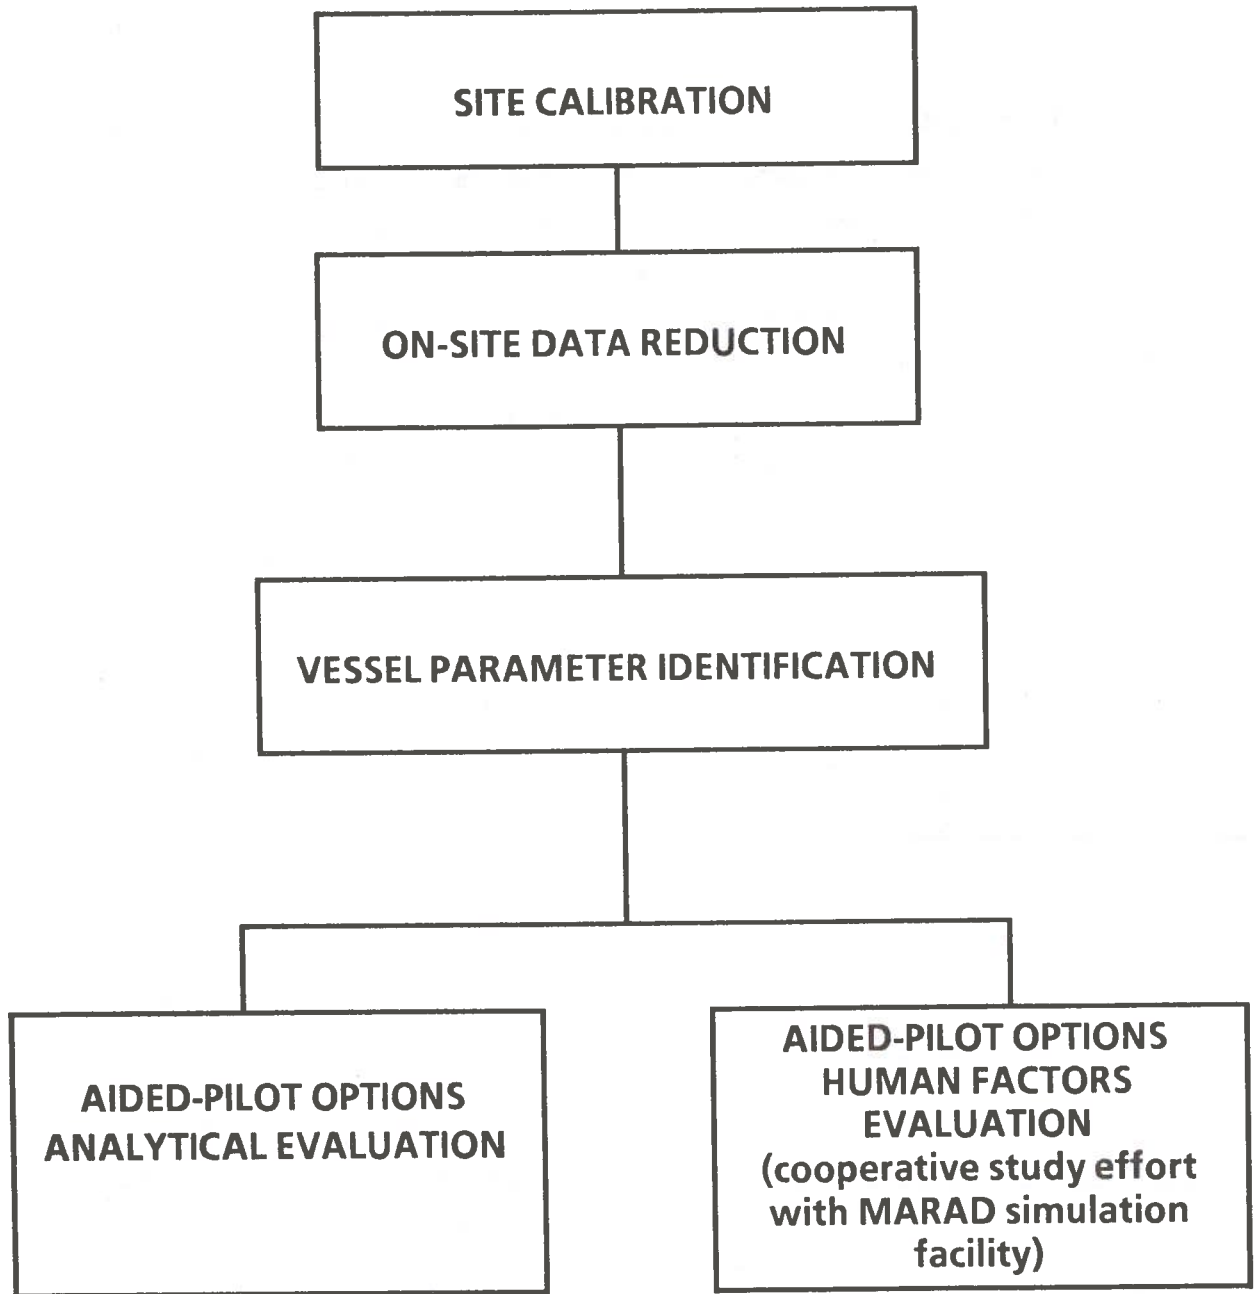 SITE CALIBRATION
ON-SITE DATA REDUCTION
VESSEL PARAMETER IDENTIFICATION
AIDED-PILOT OPTIONS
ANALYTICAL EVALUATION
AIDED-PILOT OPTIONS
HUMAN FACTORS
EVALUATION
(cooperative study effort
with MARAD simulation
facility)